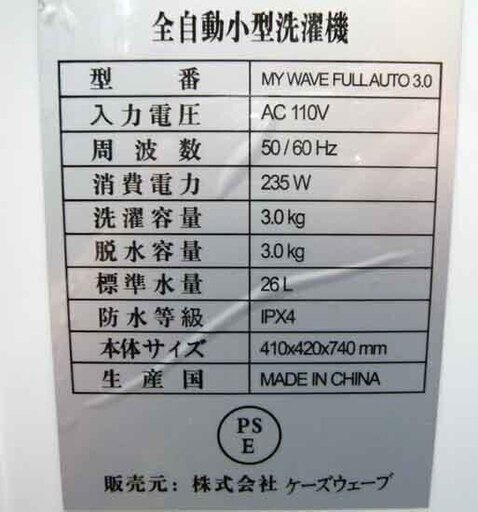 全自動小型洗濯機
型番 MY WAVE FULLAUTO 3.0
入力電圧 AC 110V
周波数 50 / 60 Hz
消費電力 235 W
洗濯容量 3.0 kg
脱水容量 3.0 kg
標準水量 26 L
防水等級 IPX4
本体サイズ 410x420x740 mm
生産国 MADE IN CHINA
PS
E
販売元：株式会社 ケーズウェーブ